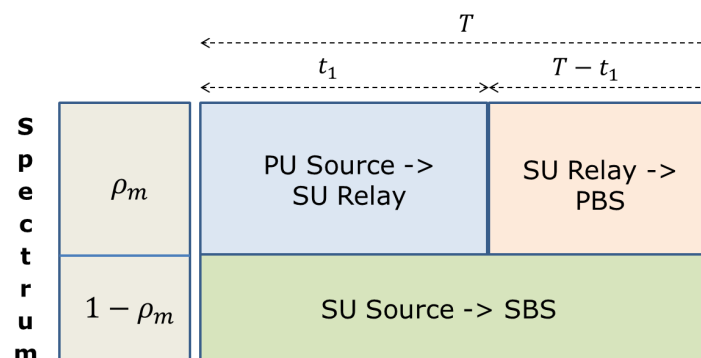 T
t₁
T − t₁
S
p
e
c
t
r
u
m
ρₘ
PU Source ->
SU Relay
SU Relay ->
PBS
1 − ρₘ
SU Source -> SBS